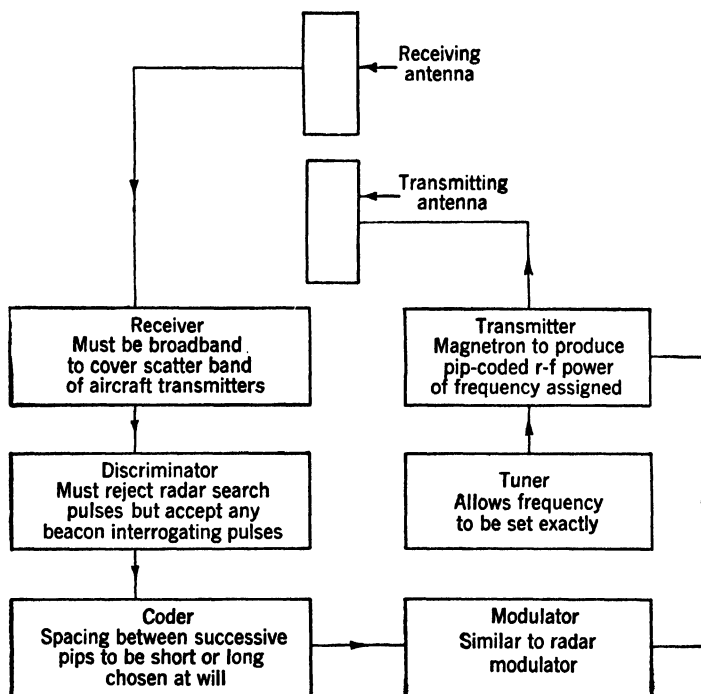 Receiving
antenna
Transmitting
antenna
Receiver
Must be broadband
to cover scatter band
of aircraft transmitters
Transmitter
Magnetron to produce
pip-coded r-f power
of frequency assigned
Discriminator
Must reject radar search
pulses but accept any
beacon interrogating pulses
Tuner
Allows frequency
to be set exactly
Coder
Spacing between successive
pips to be short or long
chosen at will
Modulator
Similar to radar
modulator